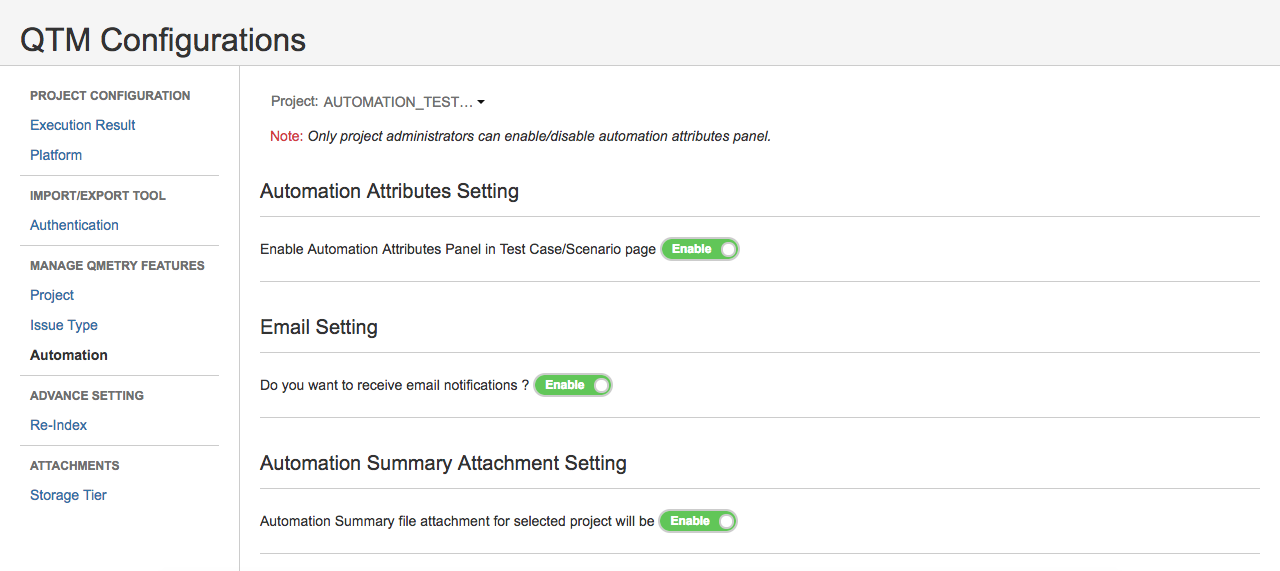 QTM Configurations
PROJECT CONFIGURATION
Execution Result
Platform
IMPORT/EXPORT TOOL
Authentication
MANAGE QMETRY FEATURES
Project
Issue Type
Automation
ADVANCE SETTING
Re-Index
ATTACHMENTS
Storage Tier
Project: AUTOMATION_TEST...
Note: Only project administrators can enable/disable automation attributes panel.
Automation Attributes Setting
Enable Automation Attributes Panel in Test Case/Scenario page Enable
Email Setting
Do you want to receive email notifications ? Enable
Automation Summary Attachment Setting
Automation Summary file attachment for selected project will be Enable